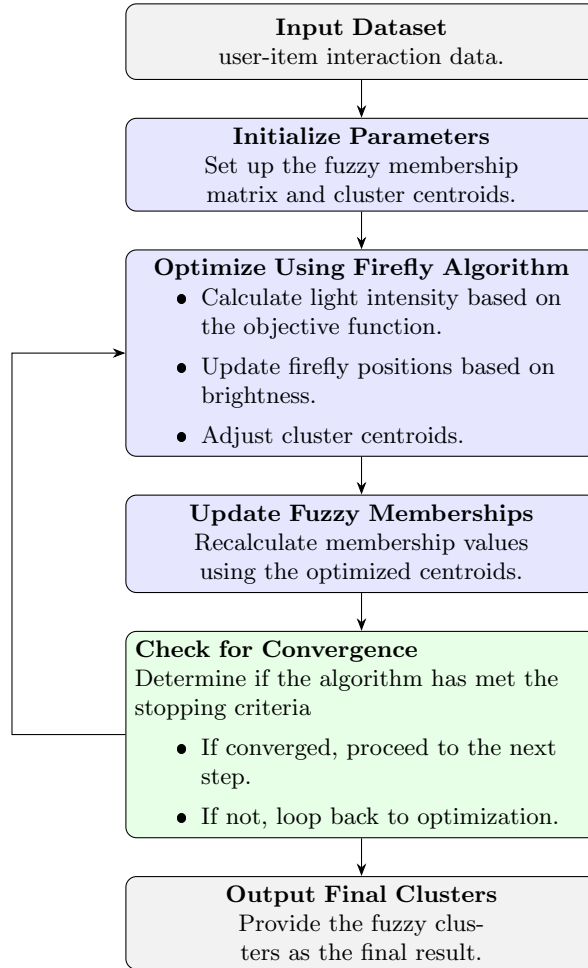 Input Dataset
user-item interaction data.
Initialize Parameters
Set up the fuzzy membership
matrix and cluster centroids.
Optimize Using Firefly Algorithm
• Calculate light intensity based on
the objective function.
• Update firefly positions based on
brightness.
• Adjust cluster centroids.
Update Fuzzy Memberships
Recalculate membership values
using the optimized centroids.
Check for Convergence
Determine if the algorithm has met the
stopping criteria
• If converged, proceed to the next
step.
• If not, loop back to optimization.
Output Final Clusters
Provide the fuzzy clus-
ters as the final result.